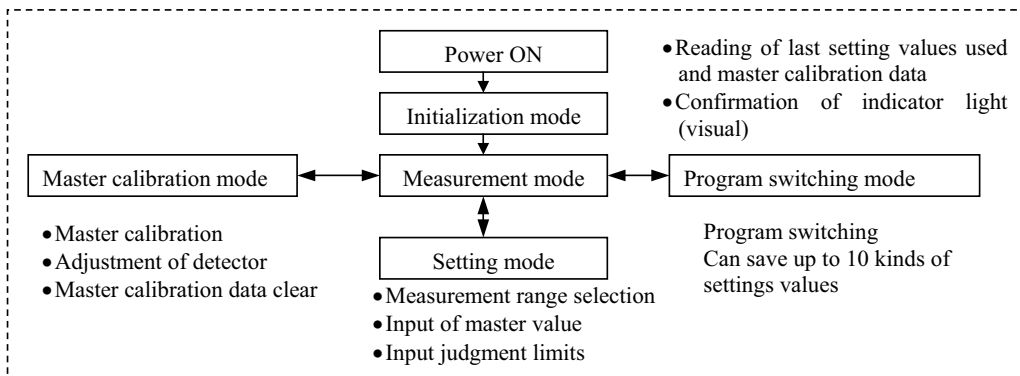 Power ON
• Reading of last setting values used
and master calibration data
• Confirmation of indicator light
(visual)
Initialization mode
Master calibration mode
Measurement mode
Program switching mode
• Master calibration
• Adjustment of detector
• Master calibration data clear
Setting mode
• Measurement range selection
• Input of master value
• Input judgment limits
Program switching
Can save up to 10 kinds of
settings values